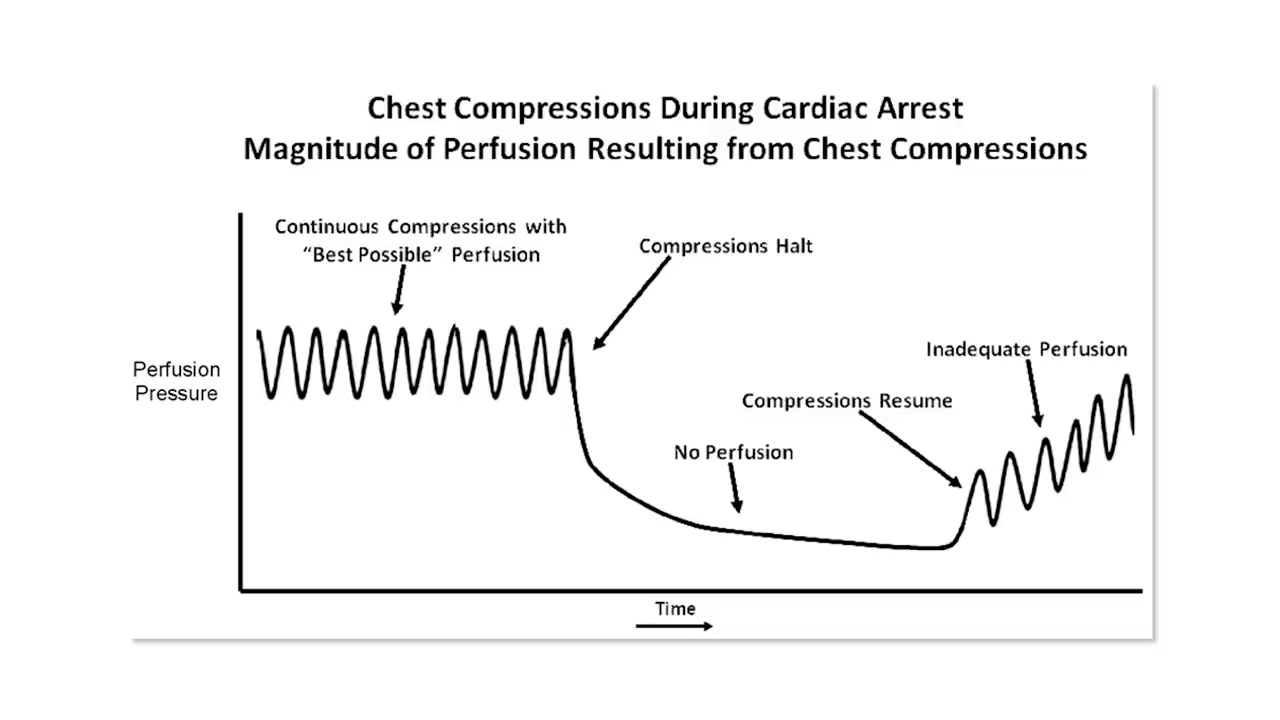 Chest Compressions During Cardiac Arrest
Magnitude of Perfusion Resulting from Chest Compressions
Continuous Compressions with
“Best Possible” Perfusion
Compressions Halt
Inadequate Perfusion
Perfusion
Pressure
Compressions Resume
No Perfusion
Time